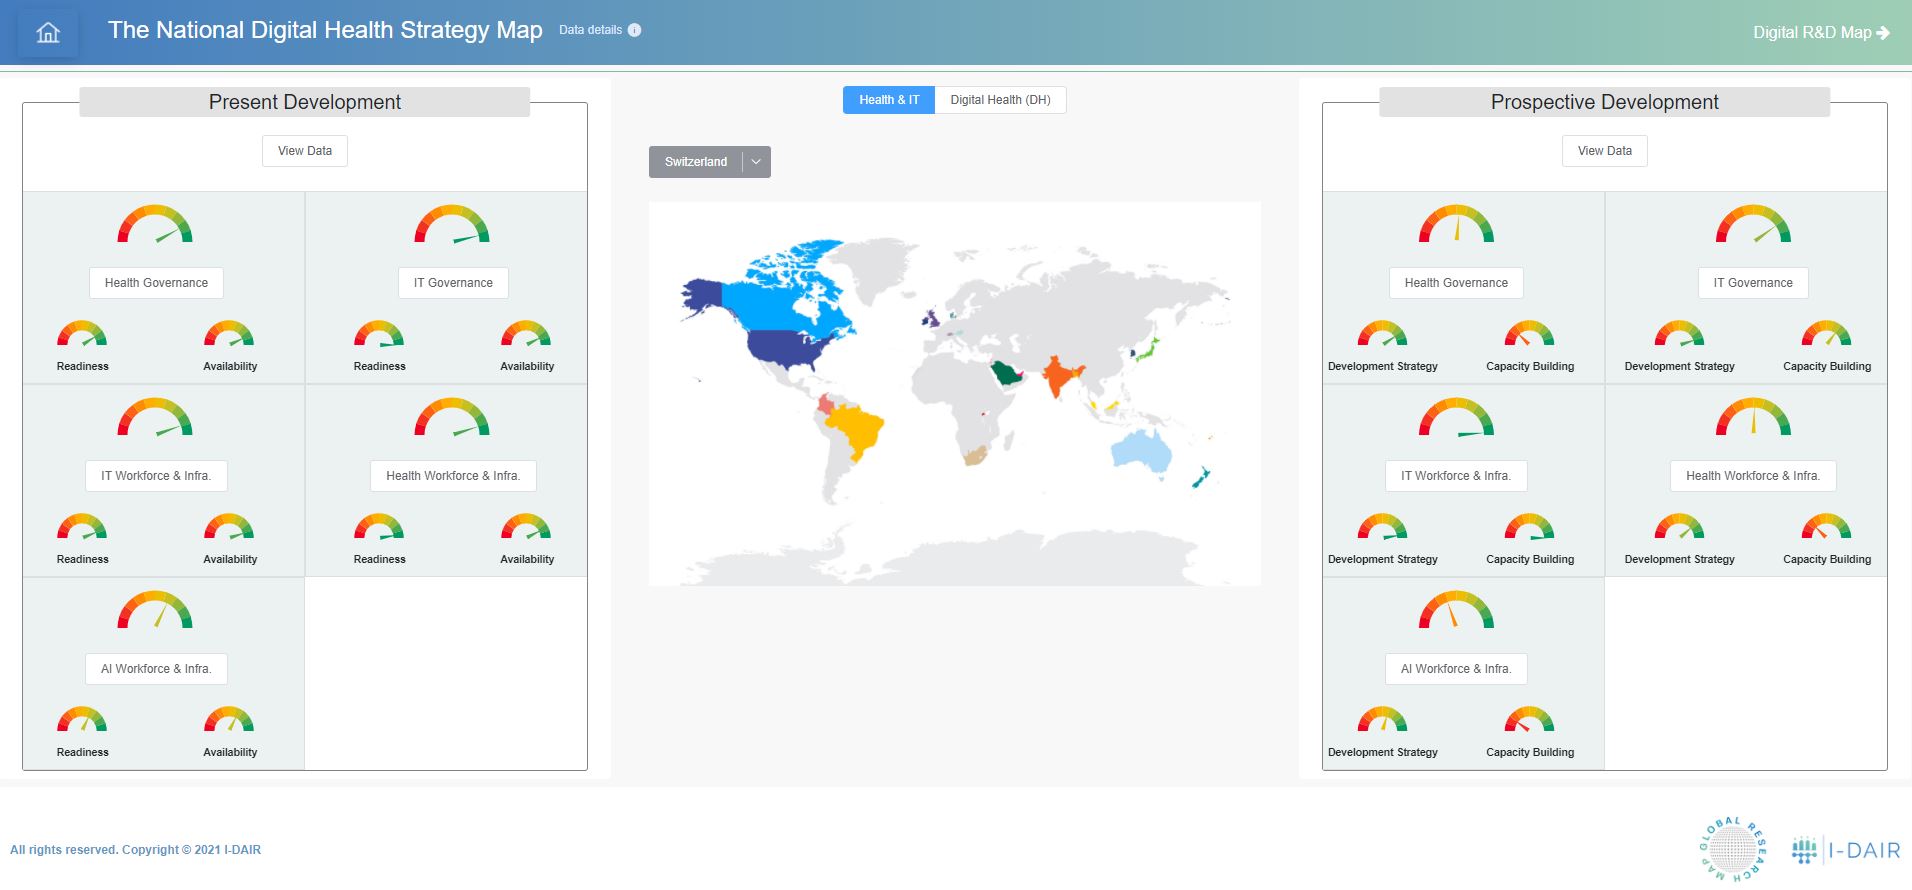 The National Digital Health Strategy Map
Data details
Digital R&D Map
Present Development
View Data
Health Governance
IT Governance
Readiness
Availability
Readiness
Availability
IT Workforce & Infra.
Health Workforce & Infra.
Readiness
Availability
Readiness
Availability
AI Workforce & Infra.
Readiness
Availability
Health & IT
Digital Health (DH)
Switzerland
Prospective Development
View Data
Health Governance
IT Governance
Development Strategy
Capacity Building
Development Strategy
Capacity Building
IT Workforce & Infra.
Health Workforce & Infra.
Development Strategy
Capacity Building
Development Strategy
Capacity Building
AI Workforce & Infra.
Development Strategy
Capacity Building
All rights reserved. Copyright © 2021 I-DAIR
GLOBAL RESEARCH MAP
I-DAIR